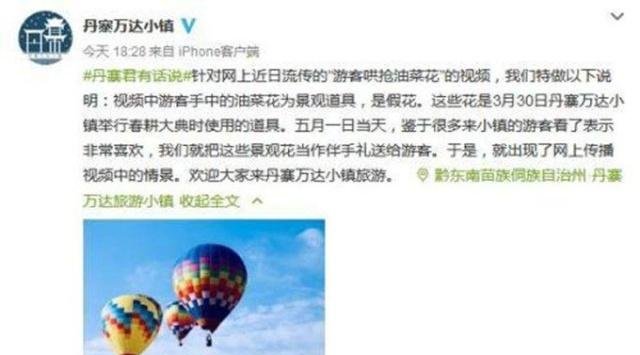 丹寨万达小镇
今天 18:28 来自 iPhone客户端
#丹寨君有话说#针对网上近日流传的“游客哄抢油菜花”的视频，我们特做以下说
明：视频中游客手中的油菜花为景观道具，是假花。这些花是3月30日丹寨万达小
镇举行春耕大典时使用的道具。五月一日当天，鉴于很多来小镇的游客看了表示
非常喜欢，我们就把这些景观花当作伴手礼送给游客。于是，就出现了网上传播
视频中的情景。欢迎大家来丹寨万达小镇旅游。 黔东南苗族侗族自治州·丹寨
万达旅游小镇 收起全文